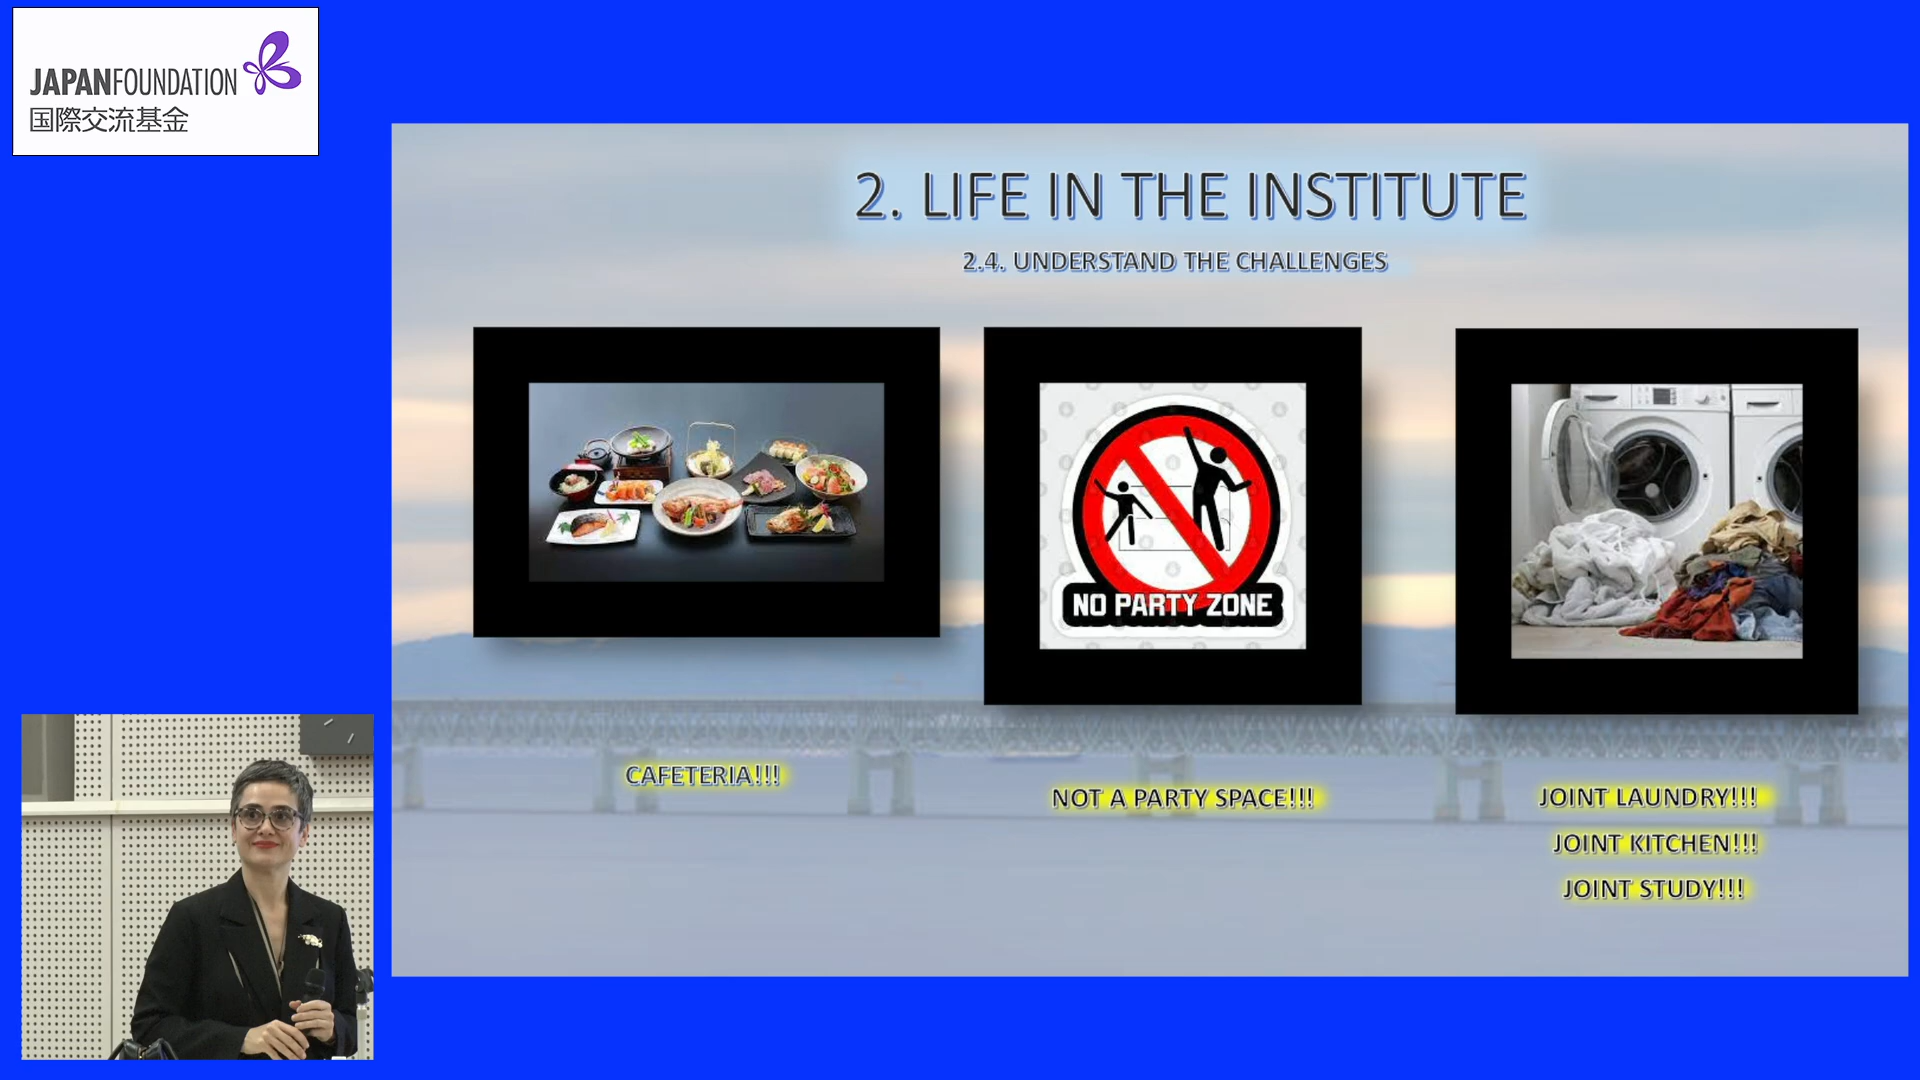 JAPANFOUNDATION
国際交流基金
2. LIFE IN THE INSTITUTE
2.4. UNDERSTAND THE CHALLENGES
NO PARTY ZONE
CAFETERIA!!!
NOT A PARTY SPACE!!!
JOINT LAUNDRY!!!
JOINT KITCHEN!!!
JOINT STUDY!!!